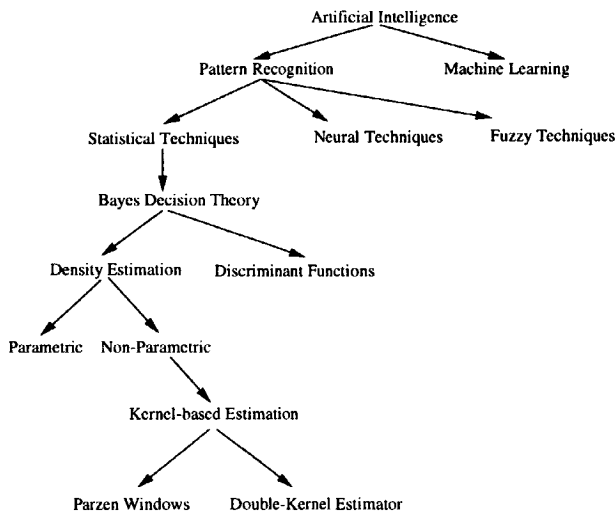 Artificial Intelligence
Pattern Recognition
Machine Learning
Statistical Techniques
Neural Techniques
Fuzzy Techniques
Bayes Decision Theory
Density Estimation
Discriminant Functions
Parametric
Non-Parametric
Kernel-based Estimation
Parzen Windows
Double-Kernel Estimator